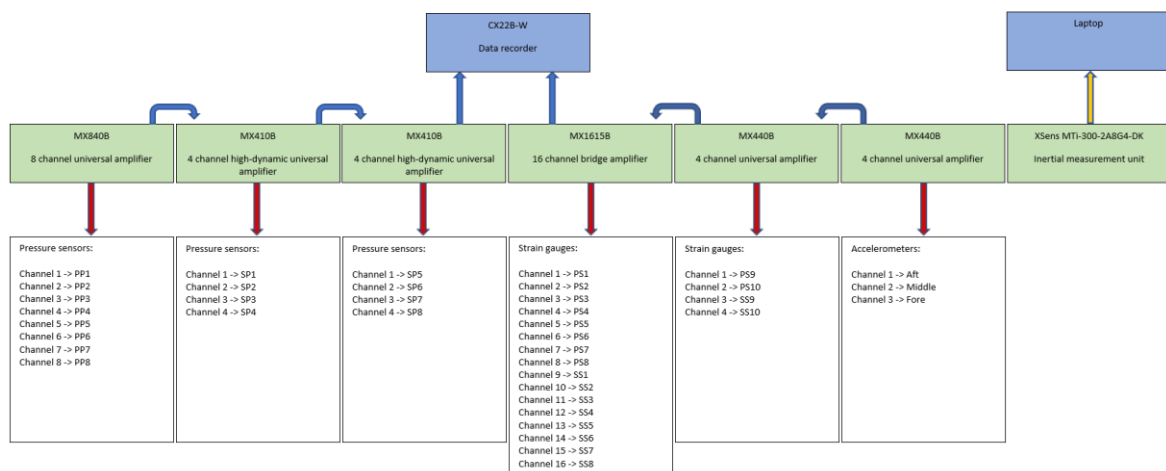 CX22B-W
Data recorder
Laptop
MX840B
8 channel universal amplifier
MX410B
4 channel high-dynamic universal
amplifier
MX410B
4 channel high-dynamic universal
amplifier
MX1615B
16 channel bridge amplifier
MX440B
4 channel universal amplifier
MX440B
4 channel universal amplifier
XSens MTi-300-2A8G4-DK
Inertial measurement unit
Pressure sensors:
Channel 1 -> PP1
Channel 2 -> PP2
Channel 3 -> PP3
Channel 4 -> PP4
Channel 5 -> PP5
Channel 6 -> PP6
Channel 7 -> PP7
Channel 8 -> PP8
Pressure sensors:
Channel 1 -> SP1
Channel 2 -> SP2
Channel 3 -> SP3
Channel 4 -> SP4
Pressure sensors:
Channel 1 -> SP5
Channel 2 -> SP6
Channel 3 -> SP7
Channel 4 -> SP8
Strain gauges:
Channel 1 -> PS1
Channel 2 -> PS2
Channel 3 -> PS3
Channel 4 -> PS4
Channel 5 -> PS5
Channel 6 -> PS6
Channel 7 -> PS7
Channel 8 -> PS8
Channel 9 -> SS1
Channel 10 -> SS2
Channel 11 -> SS3
Channel 12 -> SS4
Channel 13 -> SS5
Channel 14 -> SS6
Channel 15 -> SS7
Channel 16 -> SS8
Strain gauges:
Channel 1 -> PS9
Channel 2 -> PS10
Channel 3 -> SS9
Channel 4 -> SS10
Accelerometers:
Channel 1 -> Aft
Channel 2 -> Middle
Channel 3 -> Fore